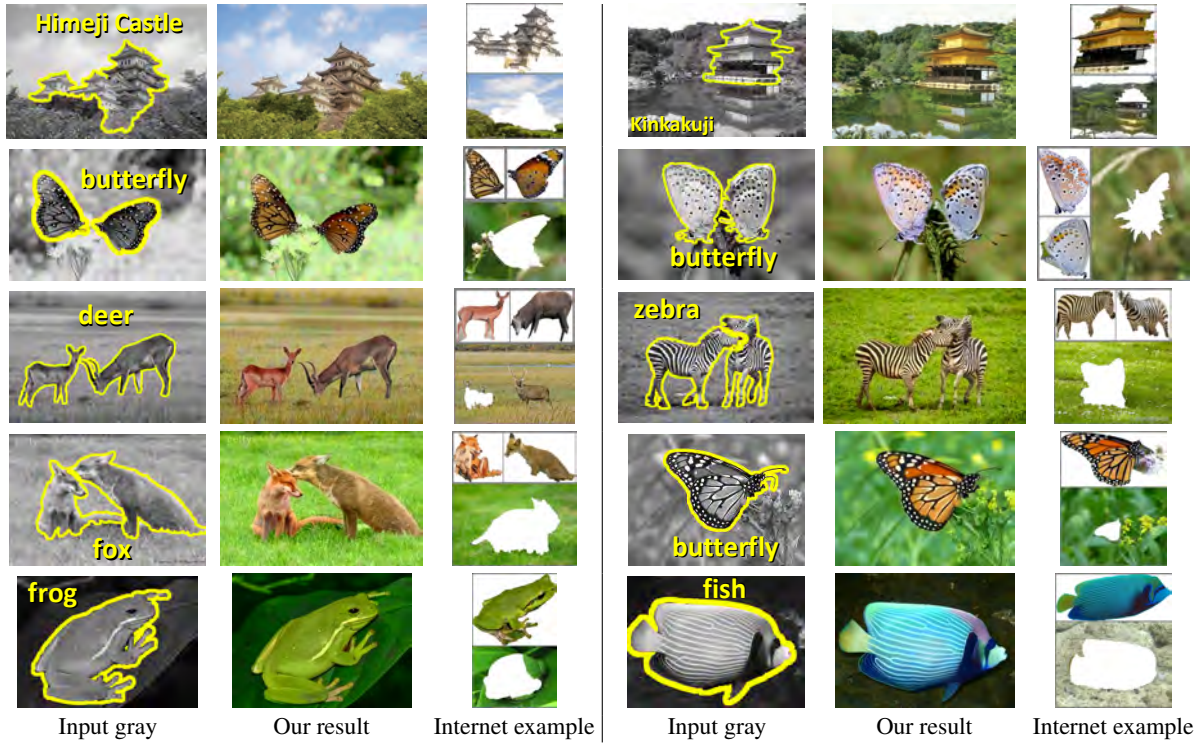 Himeji Castle
Kinkakuji
butterfly
butterfly
deer
zebra
fox
butterfly
frog
fish
Input gray
Our result
Internet example
Input gray
Our result
Internet example